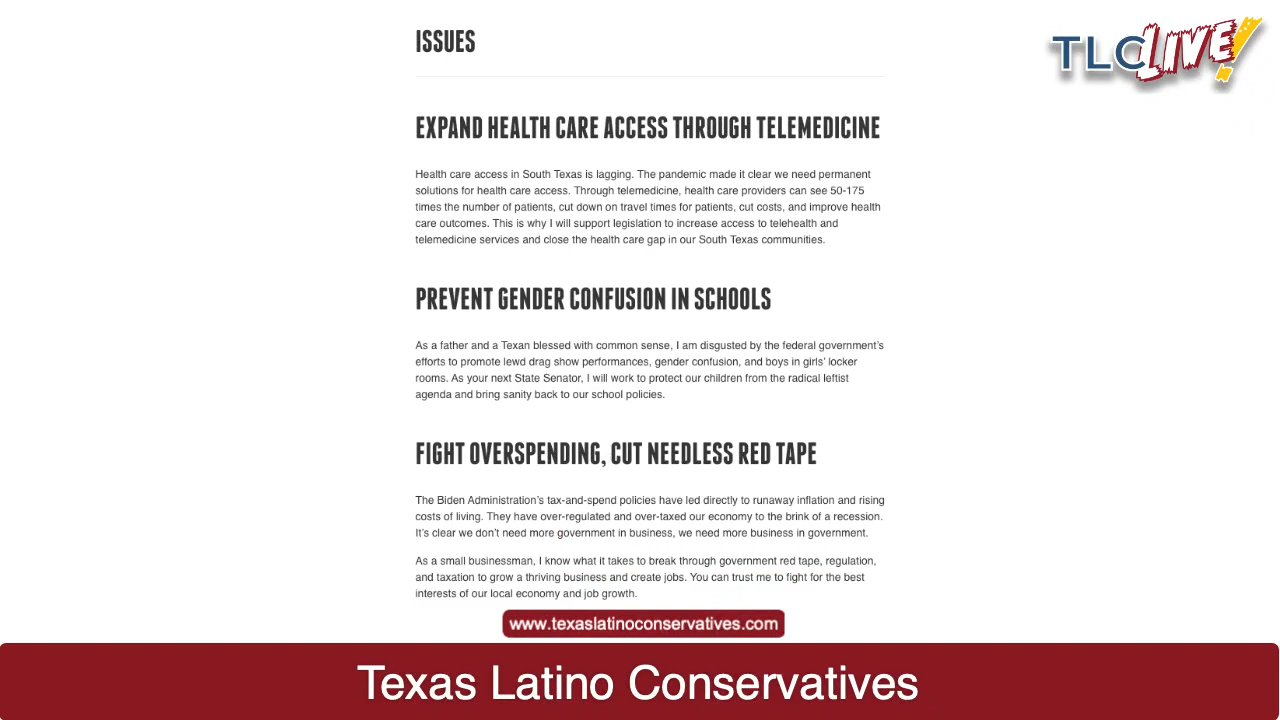 ISSUES
TLC LIVE!
EXPAND HEALTH CARE ACCESS THROUGH TELEMEDICINE
Health care access in South Texas is lagging. The pandemic made it clear we need permanent
solutions for health care access. Through telemedicine, health care providers can see 50-175
times the number of patients, cut down on travel times for patients, cut costs, and improve health
care outcomes. This is why I will support legislation to increase access to telehealth and
telemedicine services and close the health care gap in our South Texas communities.
PREVENT GENDER CONFUSION IN SCHOOLS
As a father and a Texan blessed with common sense, I am disgusted by the federal government's
efforts to promote lewd drag show performances, gender confusion, and boys in girls' locker
rooms. As your next State Senator, I will work to protect our children from the radical leftist
agenda and bring sanity back to our school policies.
FIGHT OVERSPENDING, CUT NEEDLESS RED TAPE
The Biden Administration's tax-and-spend policies have led directly to runaway inflation and rising
costs of living. They have over-regulated and over-taxed our economy to the brink of a recession.
It's clear we don't need more government in business, we need more business in government.
As a small businessman, I know what it takes to break through government red tape, regulation,
and taxation to grow a thriving business and create jobs. You can trust me to fight for the best
interests of our local economy and job growth.
www.texaslatinoconservatives.com
Texas Latino Conservatives